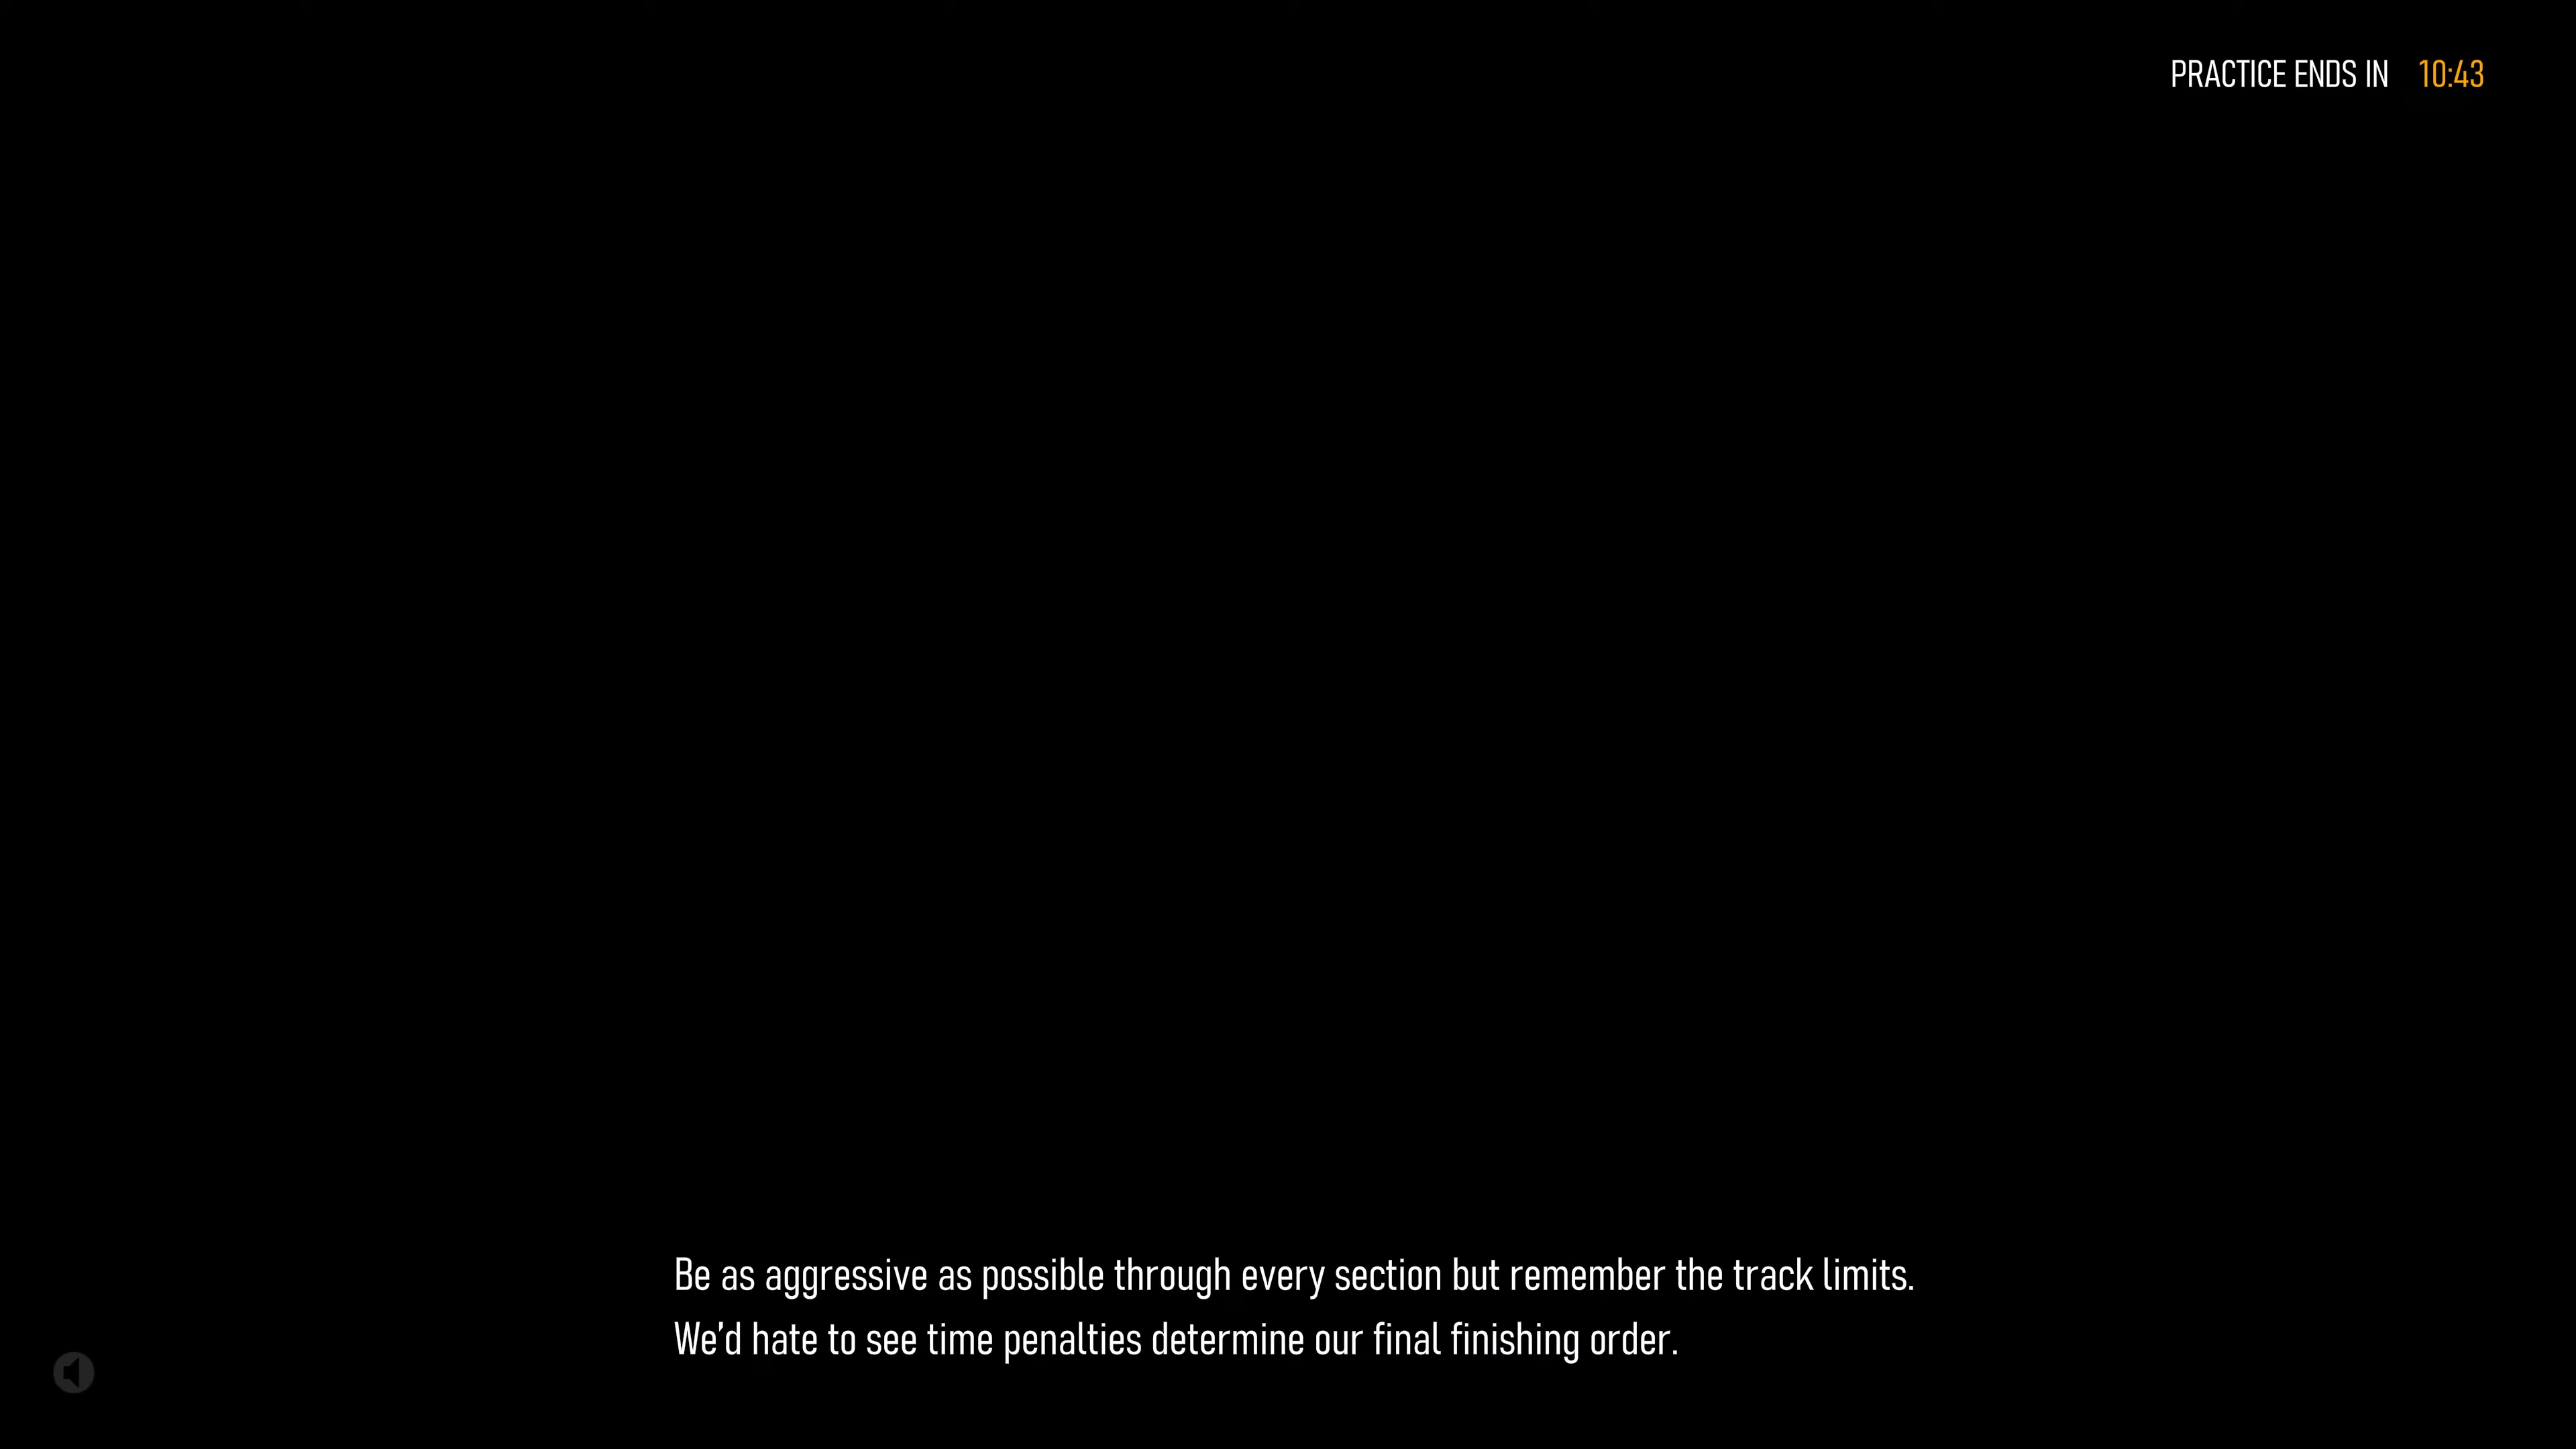 PRACTICE ENDS IN 10:43
Be as aggressive as possible through every section but remember the track limits.
We’d hate to see time penalties determine our final finishing order.